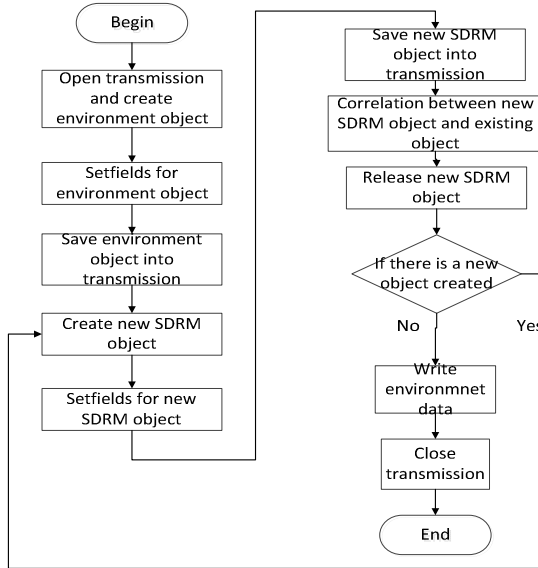 Begin
Open transmission
and create
environment object
Setfields for
environment object
Save environment
object into
transmission
Create new SDRM
object
Setfields for new
SDRM object
Save new SDRM
object into
transmission
Correlation between new
SDRM object and existing
object
Release new SDRM
object
If there is a new
object created
No
Yes
Write
environmnet
data
Close
transmission
End